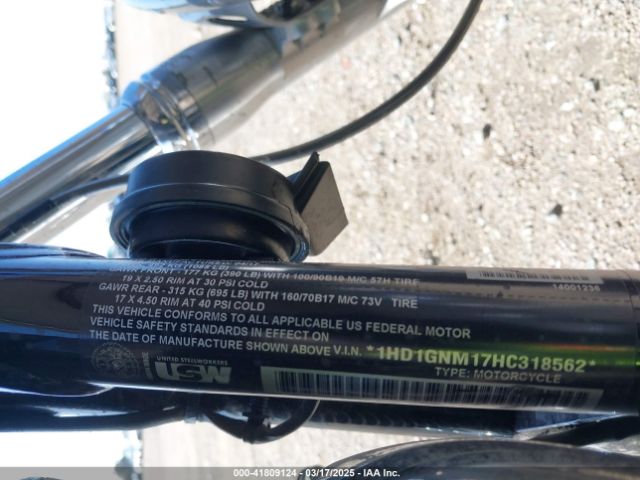 GAWR FRONT - 177 KG (390 LB) WITH 100/90B19 M/C 57H TIRE
19 X 2.50 RIM AT 30 PSI COLD
GAWR REAR - 315 KG (695 LB) WITH 160/70B17 M/C 73V TIRE
17 X 4.50 RIM AT 40 PSI COLD
THIS VEHICLE CONFORMS TO ALL APPLICABLE US FEDERAL MOTOR
VEHICLE SAFETY STANDARDS IN EFFECT ON
THE DATE OF MANUFACTURE SHOWN ABOVE V.I.N. *1HD1GNM17HC318562*
14001236
TYPE: MOTORCYCLE
UNITED STEELWORKERS
USW
000-41809124 — 03/17/2025 — IAA Inc.